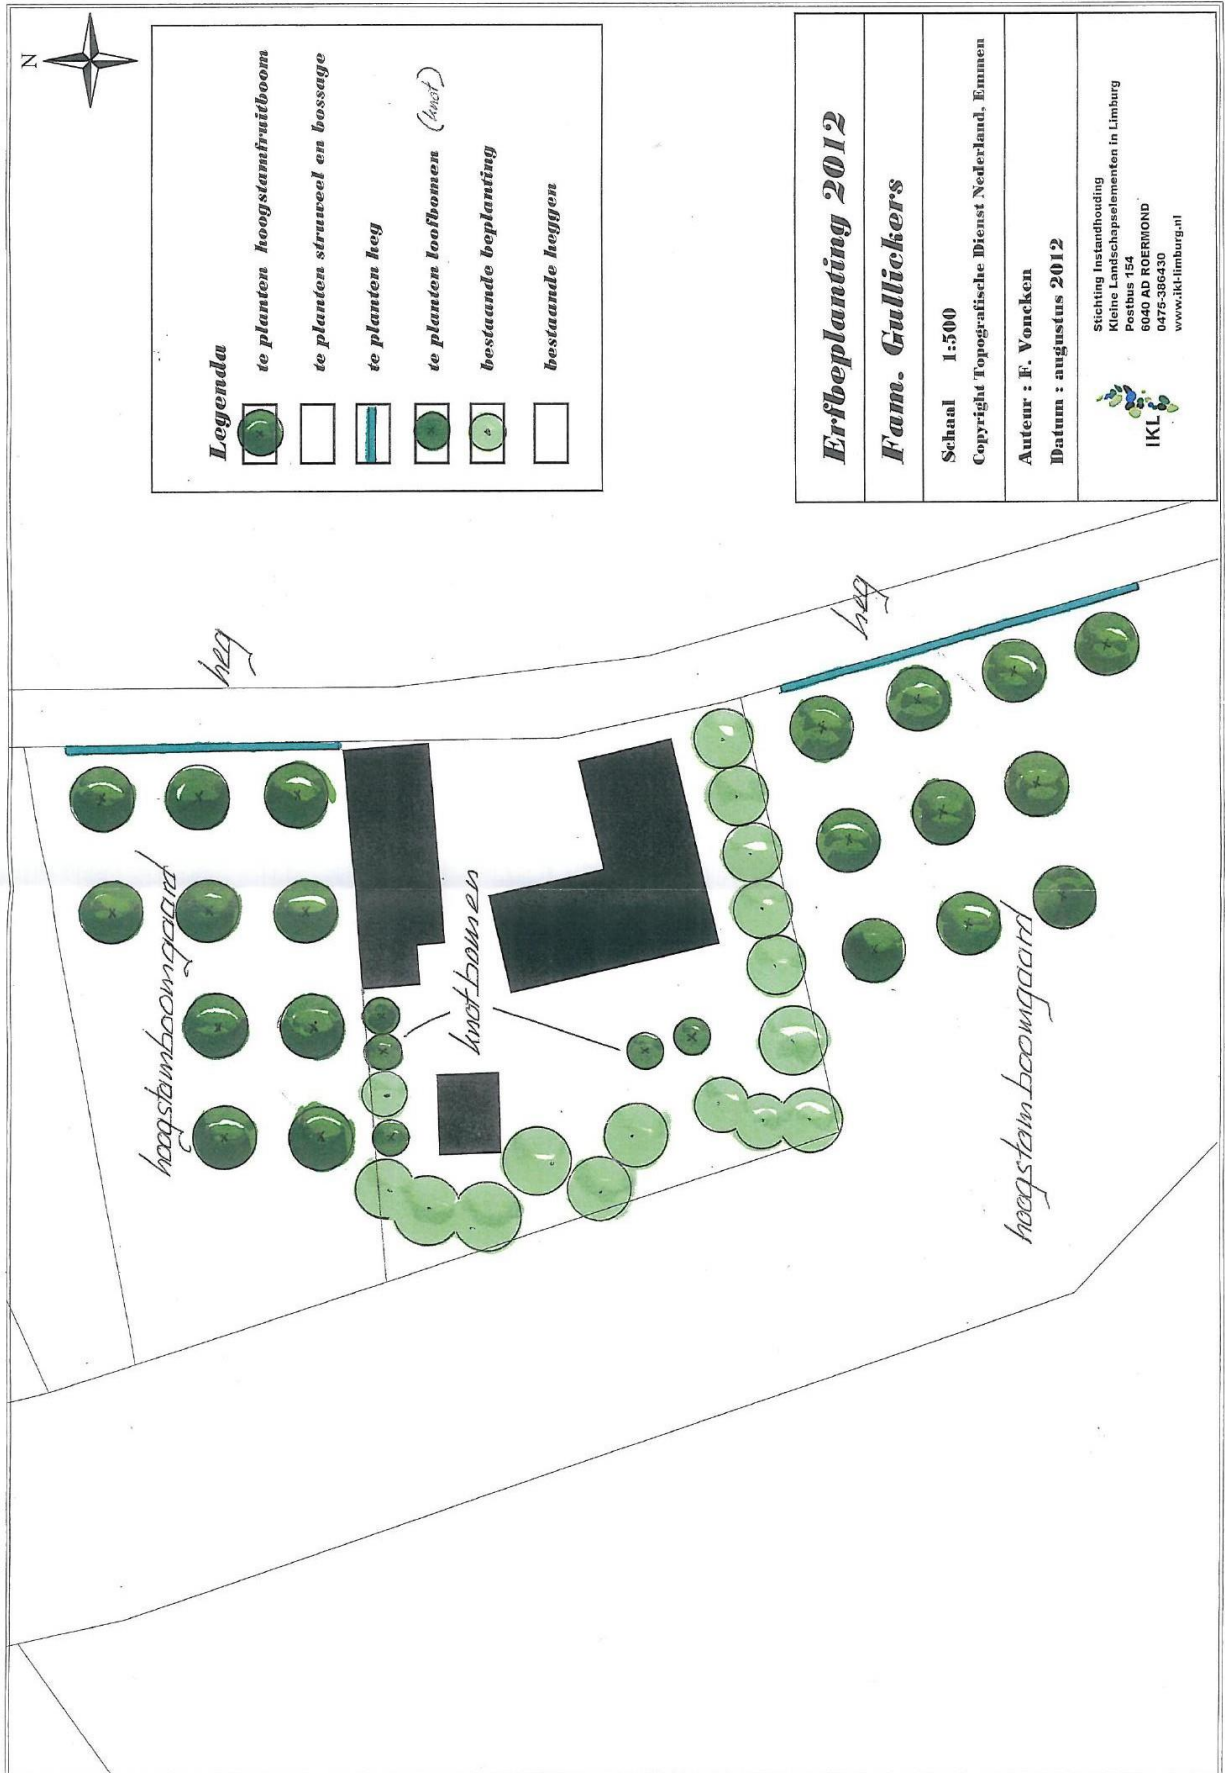 N
Legenda
te planten hoogstamfruitboom
te planten struweel en bossage
te planten heg
te planten loofbomen (knot)
bestaande beplanting
bestaande heggen
heg
heg
hoogstamboomgaard
knotbomen
hoogstamboomgaard
Erfbeplanting 2012
Fam. Gullickers
Schaal 1:500
Copyright Topografische Dienst Nederland, Emmen
Auteur : F. Voncken
Datum : augustus 2012
IKL
Stichting Instandhouding
Kleine Landschapselementen in Limburg
Postbus 154
6040 AD ROERMOND
0475-386430
www.ikl-limburg.nl